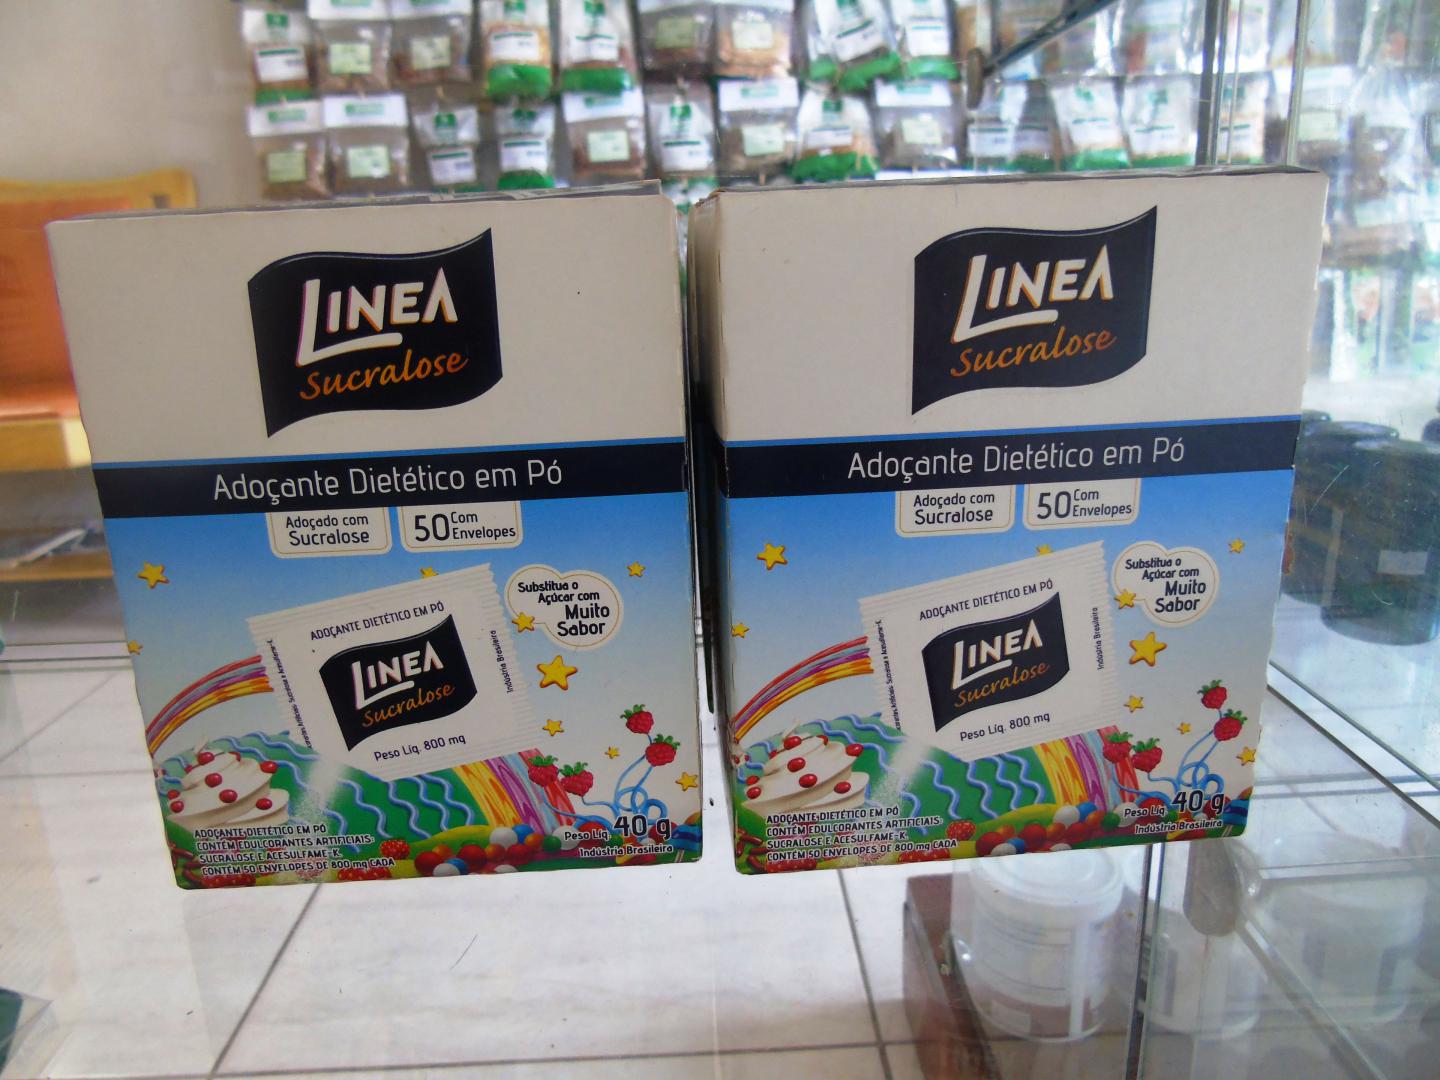 LINEA
Sucralose
Adoçante Dietético em Pó
Adoçado com
Sucralose
50 Com
Envelopes
Substitua o
Açúcar com
Muito
Sabor
ADOÇANTE DIETÉTICO EM PÓ
LINEA
Sucralose
Peso Líq. 800 mg
Indústria Brasileira
ADOÇANTE DIETÉTICO EM PÓ
CONTÉM EDULCORANTES ARTIFICIAIS:
SUCRALOSE E ACESULFAME-K.
CONTÉM 50 ENVELOPES DE 800 mg CADA
Peso Líq. 40 g
Indústria Brasileira
LINEA
Sucralose
Adoçante Dietético em Pó
Adoçado com
Sucralose
50 Com
Envelopes
Substitua o
Açúcar com
Muito
Sabor
ADOÇANTE DIETÉTICO EM PÓ
LINEA
Sucralose
Peso Líq. 800 mg
Indústria Brasileira
ADOÇANTE DIETÉTICO EM PÓ
CONTÉM EDULCORANTES ARTIFICIAIS:
SUCRALOSE E ACESULFAME-K.
CONTÉM 50 ENVELOPES DE 800 mg CADA
Peso Líq. 40 g
Indústria Brasileira